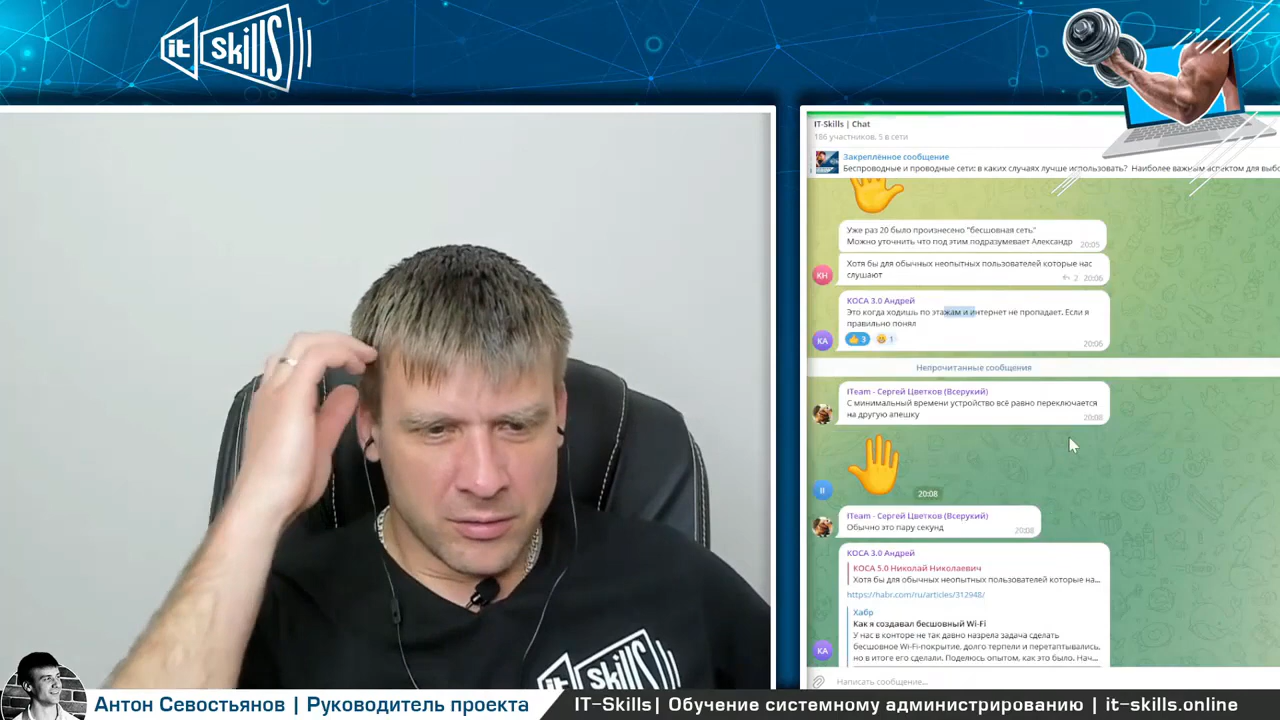 it skills
IT-Skills | Chat
186 участников, 5 в сети
Закреплённое сообщение
Беспроводные и проводные сети: в каких случаях лучше использовать? Наиболее важным аспектом для выбо
Уже раз 20 было произнесено "бесшовная сеть"
Можно уточнить что под этим подразумевает Александр
20:05
Хотя бы для обычных неопытных пользователей которые нас
слушают
2 20:06
КН
КОСА 3.0 Андрей
Это когда ходишь по этажам и интернет не пропадает. Если я
правильно понял
3 1
20:06
КА
Непрочитанные сообщения
ITeam - Сергей Цветков (Всерукий)
С минимальный времени устройство всё равно переключается
на другую апешку
20:08
20:08
ITeam - Сергей Цветков (Всерукий)
Обычно это пару секунд
20:08
КОСА 3.0 Андрей
КОСА 5.0 Николай Николаевич
Хотя бы для обычных неопытных пользователей которые на...
https://habr.com/ru/articles/312948/
Хабр
Как я создавал бесшовный Wi-Fi
У нас в конторе не так давно назрела задача сделать
бесшовное Wi-Fi-покрытие, долго терпели и перетаптывались,
но в итоге его сделали. Поделюсь опытом, как это было. Нач...
КА
Написать сообщение...
it skills
Антон Севостьянов | Руководитель проекта
IT-Skills| Обучение системному администрированию | it-skills.online